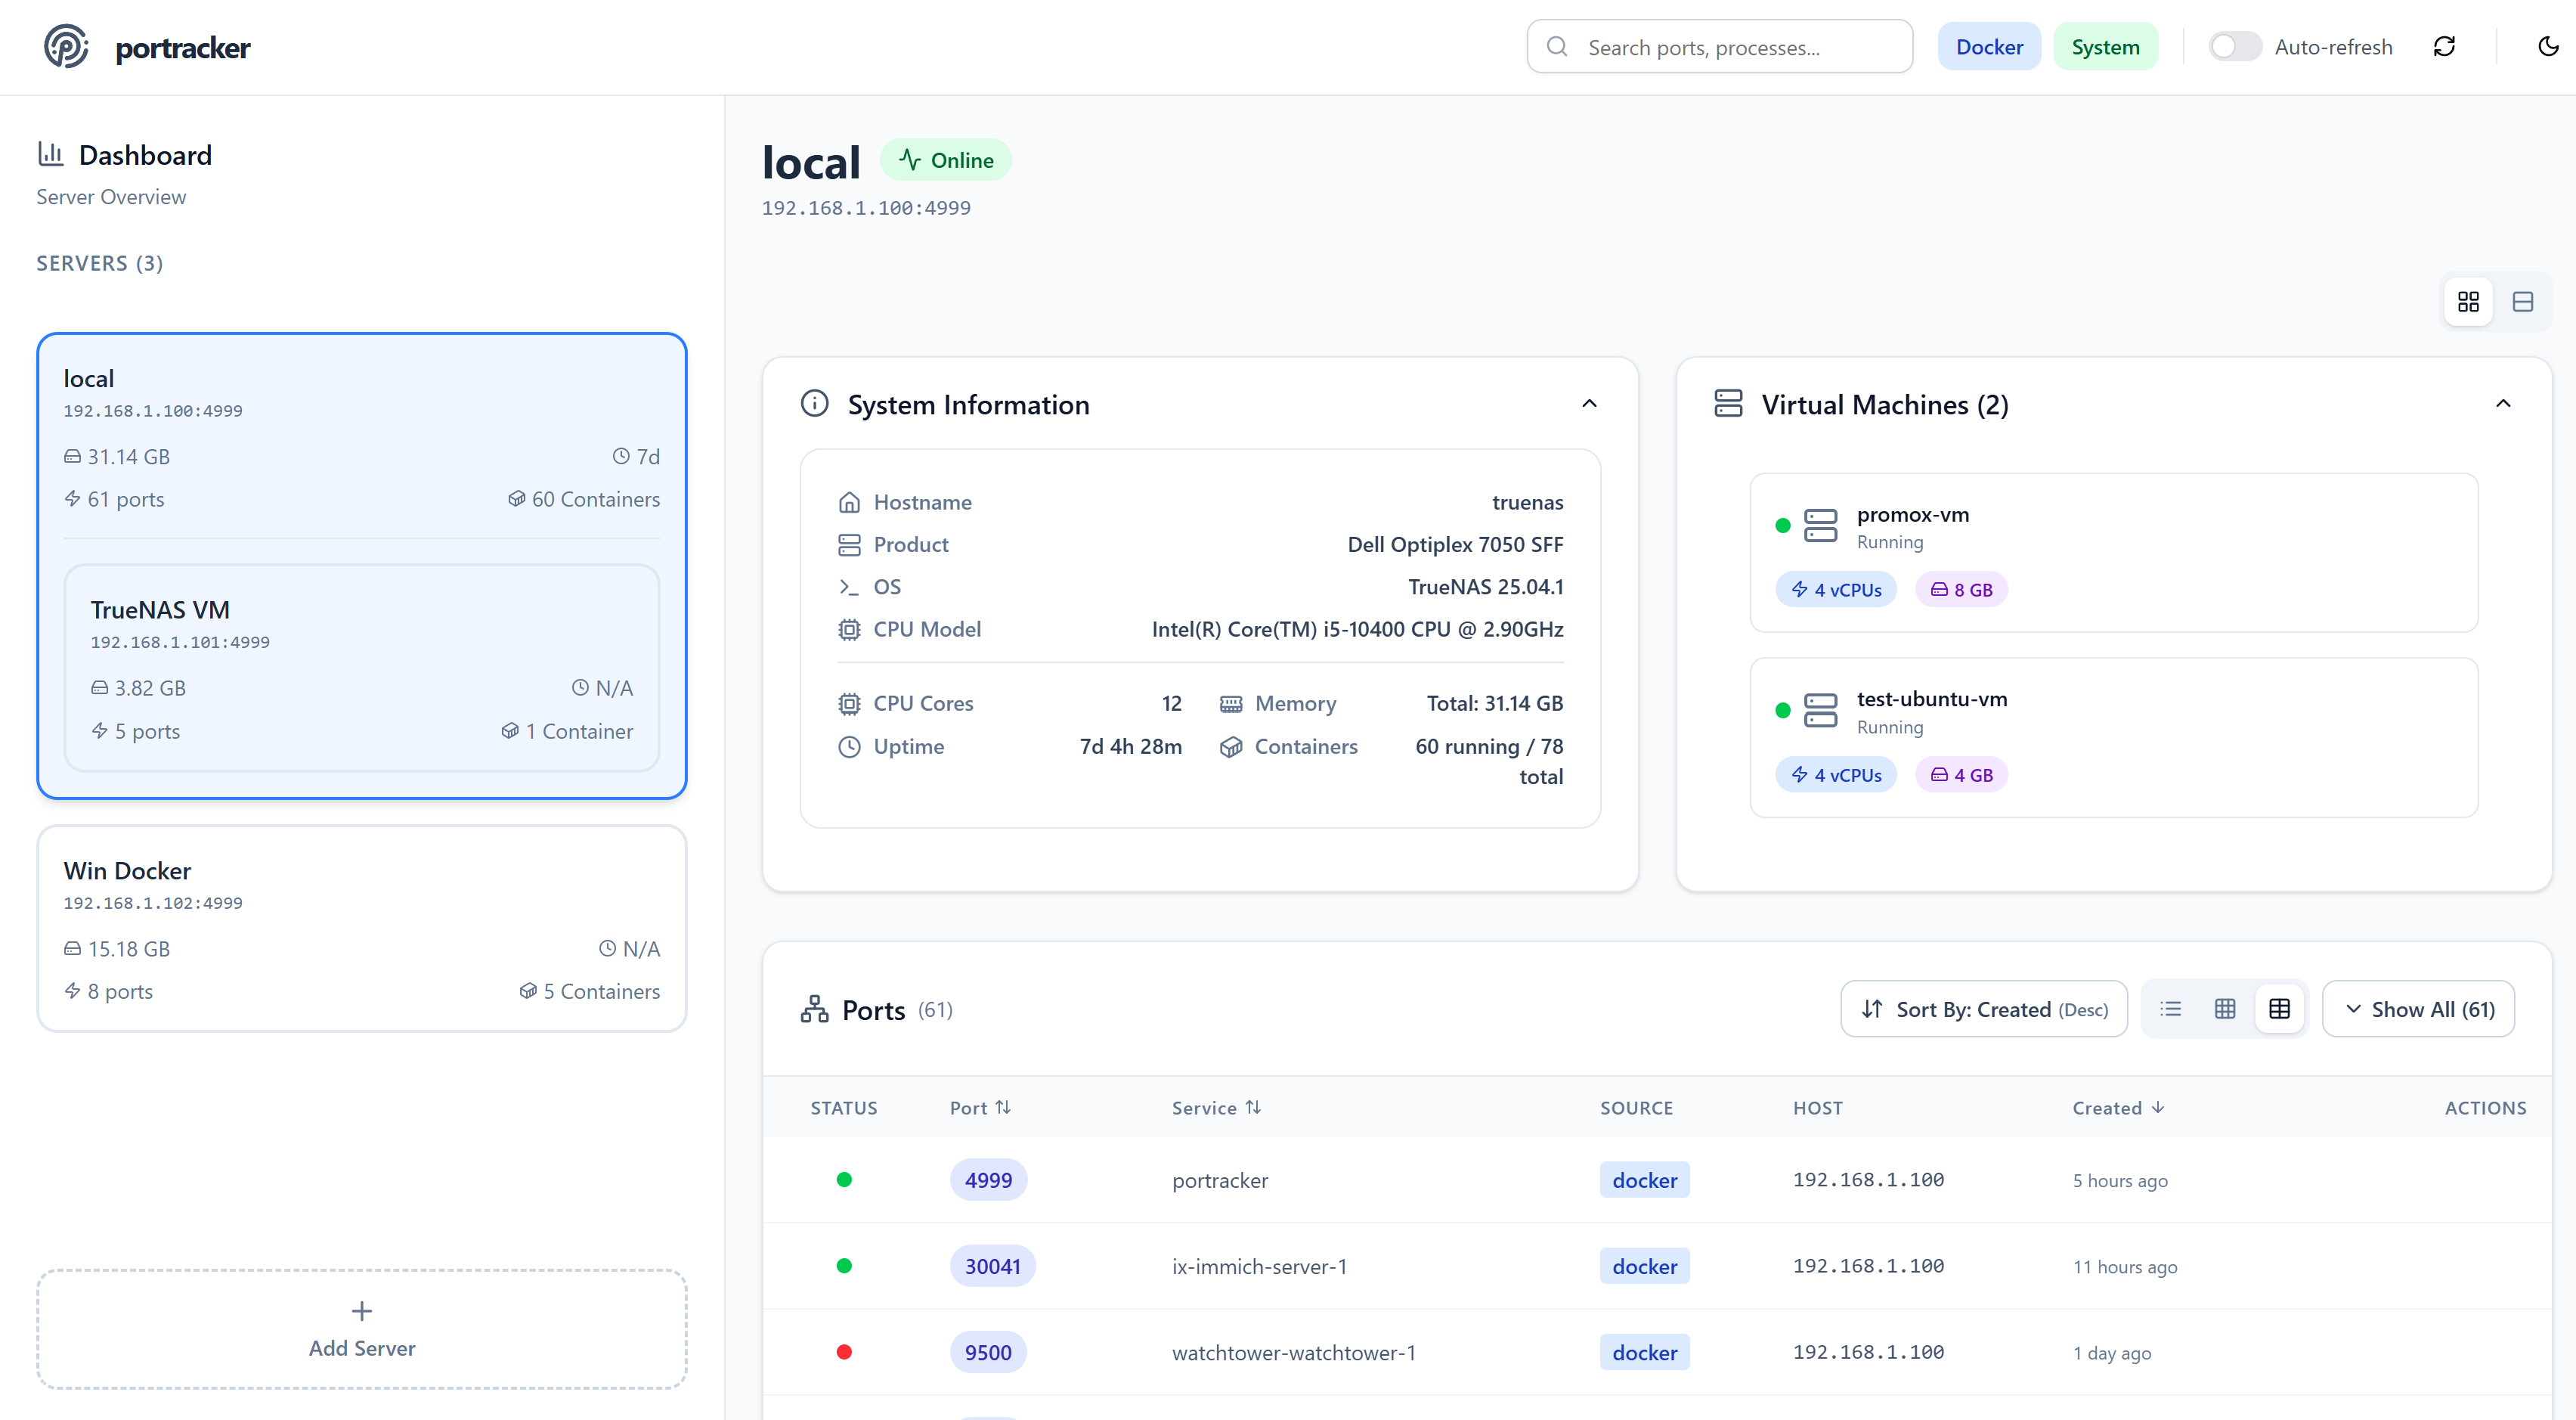 portracker
Search ports, processes...
Docker
System
Auto-refresh
Dashboard
Server Overview
SERVERS (3)
local
192.168.1.100:4999
31.14 GB
7d
61 ports
60 Containers
TrueNAS VM
192.168.1.101:4999
3.82 GB
N/A
5 ports
1 Container
Win Docker
192.168.1.102:4999
15.18 GB
N/A
8 ports
5 Containers
Add Server
local
Online
192.168.1.100:4999
System Information
Hostname truenas
Product Dell Optiplex 7050 SFF
OS TrueNAS 25.04.1
CPU Model Intel(R) Core(TM) i5-10400 CPU @ 2.90GHz
CPU Cores 12 Memory Total: 31.14 GB
Uptime 7d 4h 28m Containers 60 running / 78
total
Virtual Machines (2)
promox-vm
Running
4 vCPUs 8 GB
test-ubuntu-vm
Running
4 vCPUs 4 GB
Ports (61)
Sort By: Created (Desc)
Show All (61)
STATUS Port Service SOURCE HOST Created ACTIONS
4999 portracker docker 192.168.1.100 5 hours ago
30041 ix-immich-server-1 docker 192.168.1.100 11 hours ago
9500 watchtower-watchtower-1 docker 192.168.1.100 1 day ago